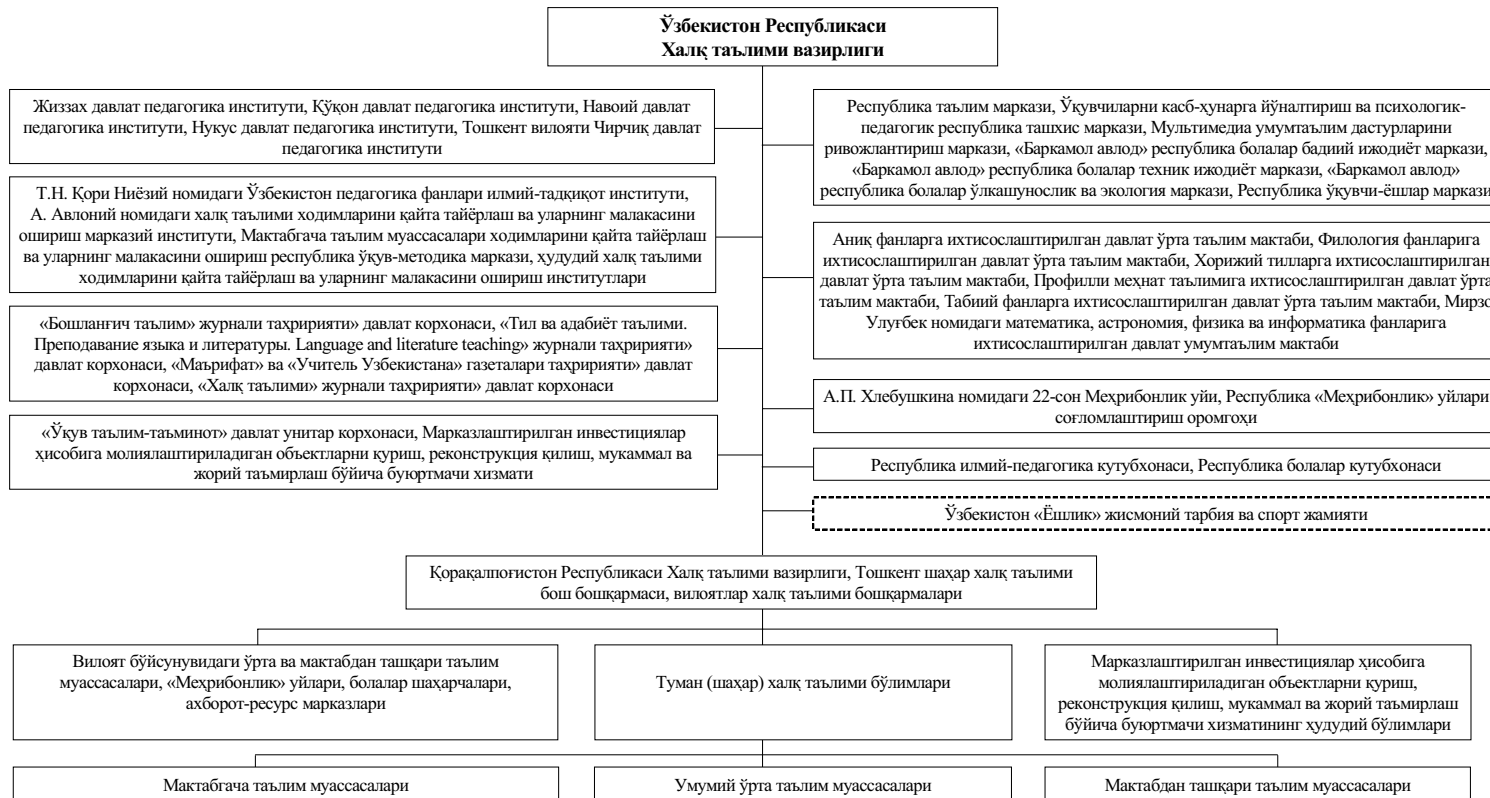 Ўзбекистон Республикаси
Халқ таълими вазирлиги
Жиззах давлат педагогика институти, Қўқон давлат педагогика институти, Навоий давлат
педагогика институти, Нукус давлат педагогика институти, Тошкент вилояти Чирчиқ давлат
педагогика институти
Т.Н. Қори Ниёзий номидаги Ўзбекистон педагогика фанлари илмий-тадқиқот институти,
А. Авлоний номидаги халқ таълими ходимларини қайта тайёрлаш ва уларнинг малакасини
ошириш марказий институти, Мактабгача таълим муассасалари ходимларини қайта тайёрлаш
ва уларнинг малакасини ошириш республика ўқув-методика маркази, ҳудудий халқ таълими
ходимларини қайта тайёрлаш ва уларнинг малакасини ошириш институтлари
«Бошланғич таълим» журнали таҳририяти» давлат корхонаси, «Тил ва адабиёт таълими.
Преподавание языка и литературы. Language and literature teaching» журнали таҳририяти»
давлат корхонаси, «Маърифат» ва «Учитель Узбекистана» газеталари таҳририяти» давлат
корхонаси, «Халқ таълими» журнали таҳририяти» давлат корхонаси
«Ўқув таълим-таъминот» давлат унитар корхонаси, Марказлаштирилган инвестициялар
ҳисобига молиялаштириладиган объектларни қуриш, реконструкция қилиш, мукаммал ва
жорий таъмирлаш бўйича буюртмачи хизмати
Республика таълим маркази, Ўқувчиларни касб-ҳунарга йўналтириш ва психологик-
педагогик республика ташхис маркази, Мультимедиа умумтаълим дастурларини
ривожлантириш маркази, «Баркамол авлод» республика болалар бадиий ижодиёт маркази,
«Баркамол авлод» республика болалар техник ижодиёт маркази, «Баркамол авлод»
республика болалар ўлкашунослик ва экология маркази, Республика ўқувчи-ёшлар маркази
Аниқ фанларга ихтисослаштирилган давлат ўрта таълим мактаби, Филология фанларига
ихтисослаштирилган давлат ўрта таълим мактаби, Хорижий тилларга ихтисослаштирилган
давлат ўрта таълим мактаби, Профилли меҳнат таълимига ихтисослаштирилган давлат ўрта
таълим мактаби, Табиий фанларга ихтисослаштирилган давлат ўрта таълим мактаби, Мирзо
Улуғбек номидаги математика, астрономия, физика ва информатика фанларига
ихтисослаштирилган давлат умумтаълим мактаби
А.П. Хлебушкина номидаги 22-сон Меҳрибонлик уйи, Республика «Меҳрибонлик» уйлари
соғломлаштириш оромгоҳи
Республика илмий-педагогика кутубхонаси, Республика болалар кутубхонаси
Ўзбекистон «Ёшлик» жисмоний тарбия ва спорт жамияти
Қорақалпоғистон Республикаси Халқ таълими вазирлиги, Тошкент шаҳар халқ таълими
бош бошқармаси, вилоятлар халқ таълими бошқармалари
Вилоят бўйсунувидаги ўрта ва мактабдан ташқари таълим
муассасалари, «Меҳрибонлик» уйлари, болалар шаҳарчалари,
ахборот-ресурс марказлари
Туман (шаҳар) халқ таълими бўлимлари
Марказлаштирилган инвестициялар ҳисобига
молиялаштириладиган объектларни қуриш,
реконструкция қилиш, мукаммал ва жорий таъмирлаш
бўйича буюртмачи хизматининг ҳудудий бўлимлари
Мактабгача таълим муассасалари
Умумий ўрта таълим муассасалари
Мактабдан ташқари таълим муассасалари